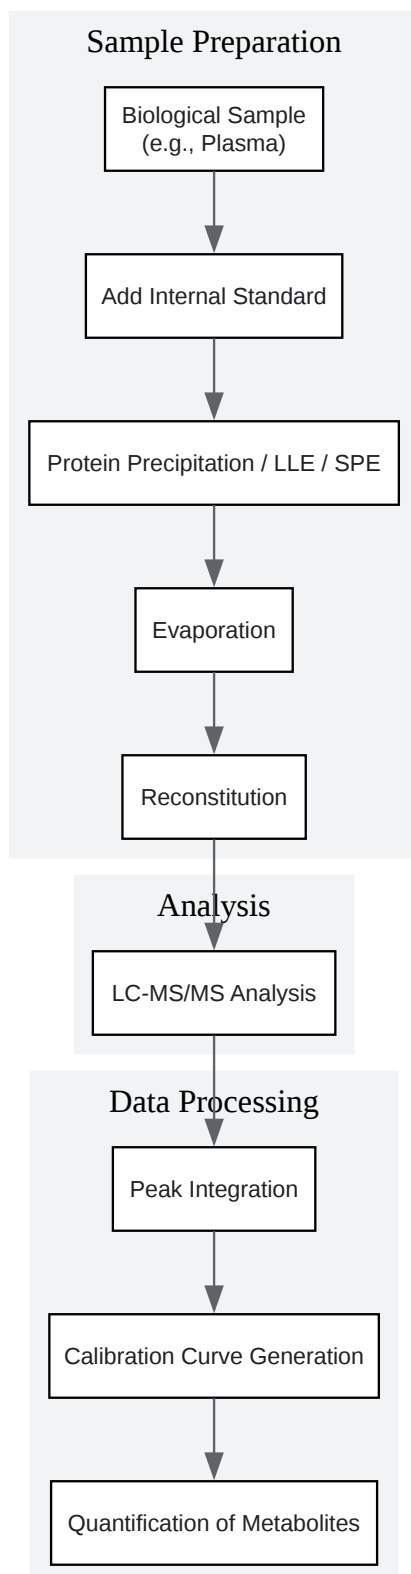 Sample Preparation
Biological Sample
(e.g., Plasma)
Add Internal Standard
Protein Precipitation / LLE / SPE
Evaporation
Reconstitution
Analysis
LC-MS/MS Analysis
Data Processing
Peak Integration
Calibration Curve Generation
Quantification of Metabolites